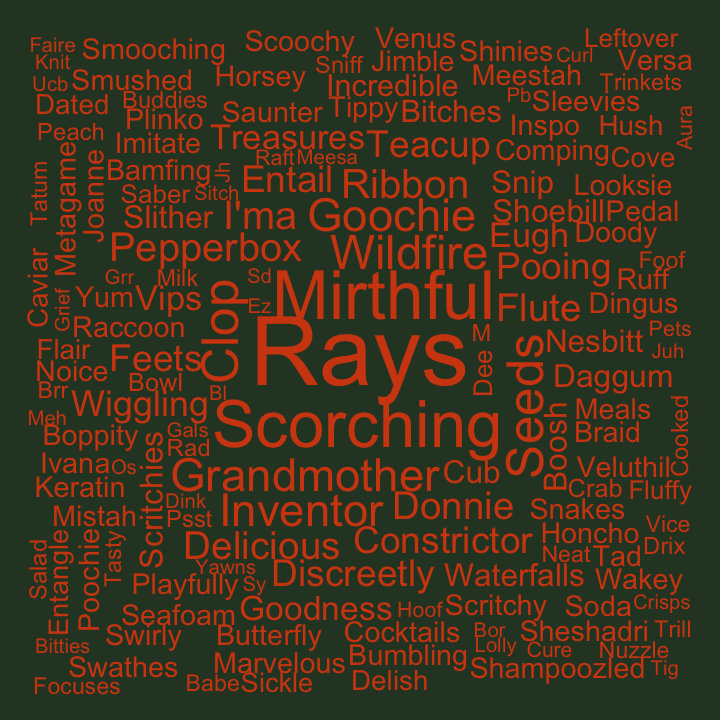 Faire
Smooching
Scoochy
Venus
Leftover
Knit
Sniff
Jimble
Shinies
Curl
Versa
Ucb
Smushed
Horsey
Incredible
Meestah
Trinkets
Dated
Buddies
Saunter
Tippy
Bitches
Pb
Sleevies
Plinko
Inspo
Hush
Aura
Peach
Imitate
Treasures
Teacup
Comping
Cove
Raft
Meesa
Tatum
Metagame
Joanne
Bamfing
Jh
Entail
Ribbon
Snip
Looksie
Saber
Sitch
Slither
I'ma
Goochie
Shoebill
Pedal
Pepperbox
Wildfire
Eugh
Doody
Caviar
Grr
Milk
Sd
Mirthful
Pooing
Foof
Ruff
Grief
Yum
Vips
Clop
Ez
Flute
Dingus
Raccoon
Rays
M
Nesbitt
Pets
Flair
Feets
Dee
Seeds
Juh
Noice
Bowl
Daggum
Brr
Wiggling
Bl
Scorching
Boosh
Meals
Cooked
Meh
Boppity
Gals
Braid
Rad
Ivana
Os
Scritchies
Grandmother
Cub
Veluthil
Keratin
Dink
Inventor
Donnie
Crab
Fluffy
Mistah
Psst
Snakes
Delicious
Constrictor
Honcho
Vice
Salad
Entangle
Poochie
Tasty
Yawns
Neat
Tad
Drix
Playfully
Sy
Discreetly
Waterfalls
Wakey
Seafoam
Goodness
Hoof
Scritchy
Soda
Crisps
Swirly
Butterfly
Cocktails
Bor
Sheshadri
Trill
Bitties
Lolly
Cure
Nuzzle
Swathes
Marvelous
Bumbling
Shampoozled
Tig
Focuses
Babe
Sickle
Delish